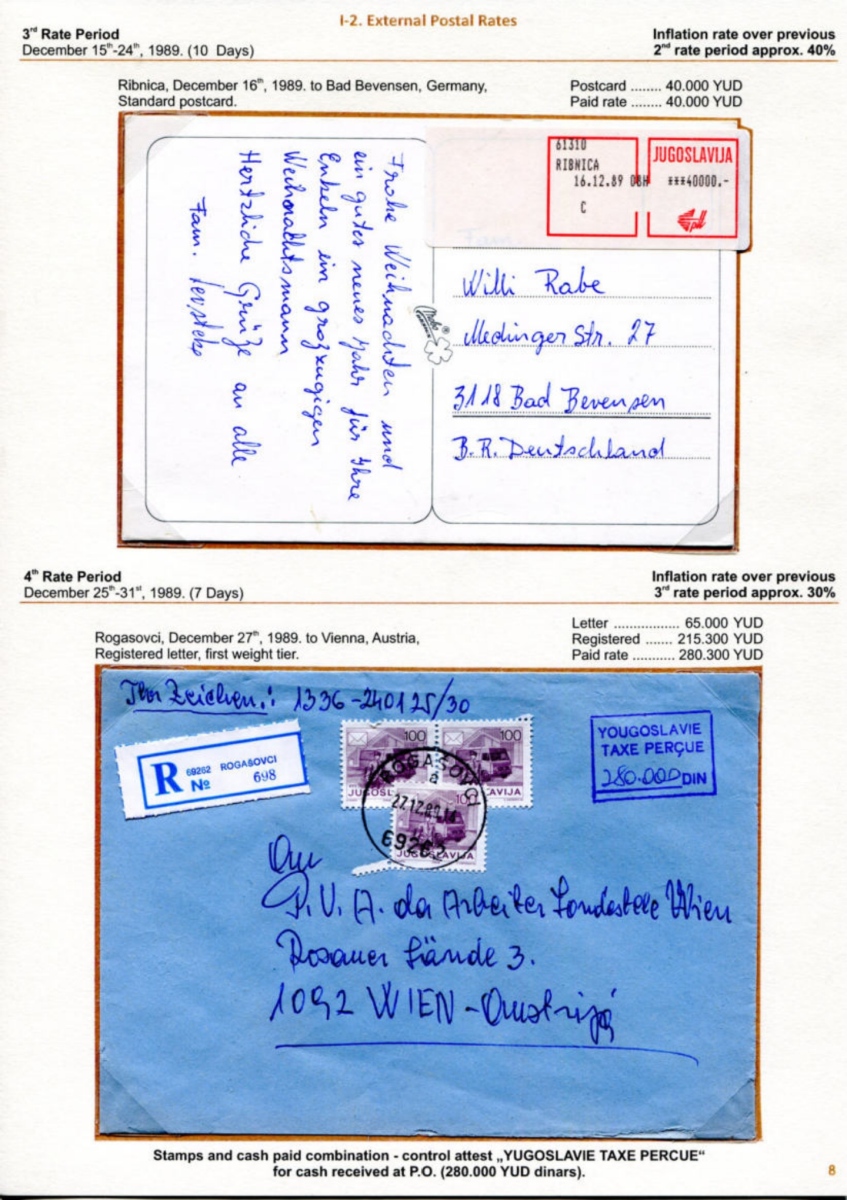 I-2. External Postal Rates
3rd Rate Period
December 15th-24th, 1989. (10 Days)
Inflation rate over previous
2nd rate period approx. 40%
Ribnica, December 16th, 1989. to Bad Bevensen, Germany,
Standard postcard.
Postcard ........ 40.000 YUD
Paid rate ........ 40.000 YUD
61310
RIBNICA
16.12.89 08H
C
JUGOSLAVIJA
***40000.-
ptt
Frohe Weihnachten und
ein gutes neues Jahr für Ihre
Enkeln ein großzugigen
Weihnachtsmann
Hertzliche Grüße an alle
Fam.
Willi Rabe
Medinger Str. 27
3118 Bad Bevensen
B.R. Deutschland
4th Rate Period
December 25th-31st, 1989. (7 Days)
Inflation rate over previous
3rd rate period approx. 30%
Rogasovci, December 27th, 1989. to Vienna, Austria,
Registered letter, first weight tier.
Letter ................. 65.000 YUD
Registered ....... 215.300 YUD
Paid rate ........... 280.300 YUD
Ihr Zeichen.: 1336-240125/30
R 69262 ROGAŠOVCI
№ 698
100
100
JUGOSLAVIJA
100
JUGOSLAVIJA
ROGAŠOVCI
a
27.12.89.14
69262
YOUGOSLAVIE
TAXE PERÇUE
280.000 DIN
An
P.V.A. der Arbeiter Londestele Wien
Rosauer Lände 3.
1092 WIEN-Austrija
Stamps and cash paid combination - control attest „YUGOSLAVIE TAXE PERCUE“
for cash received at P.O. (280.000 YUD dinars).
8